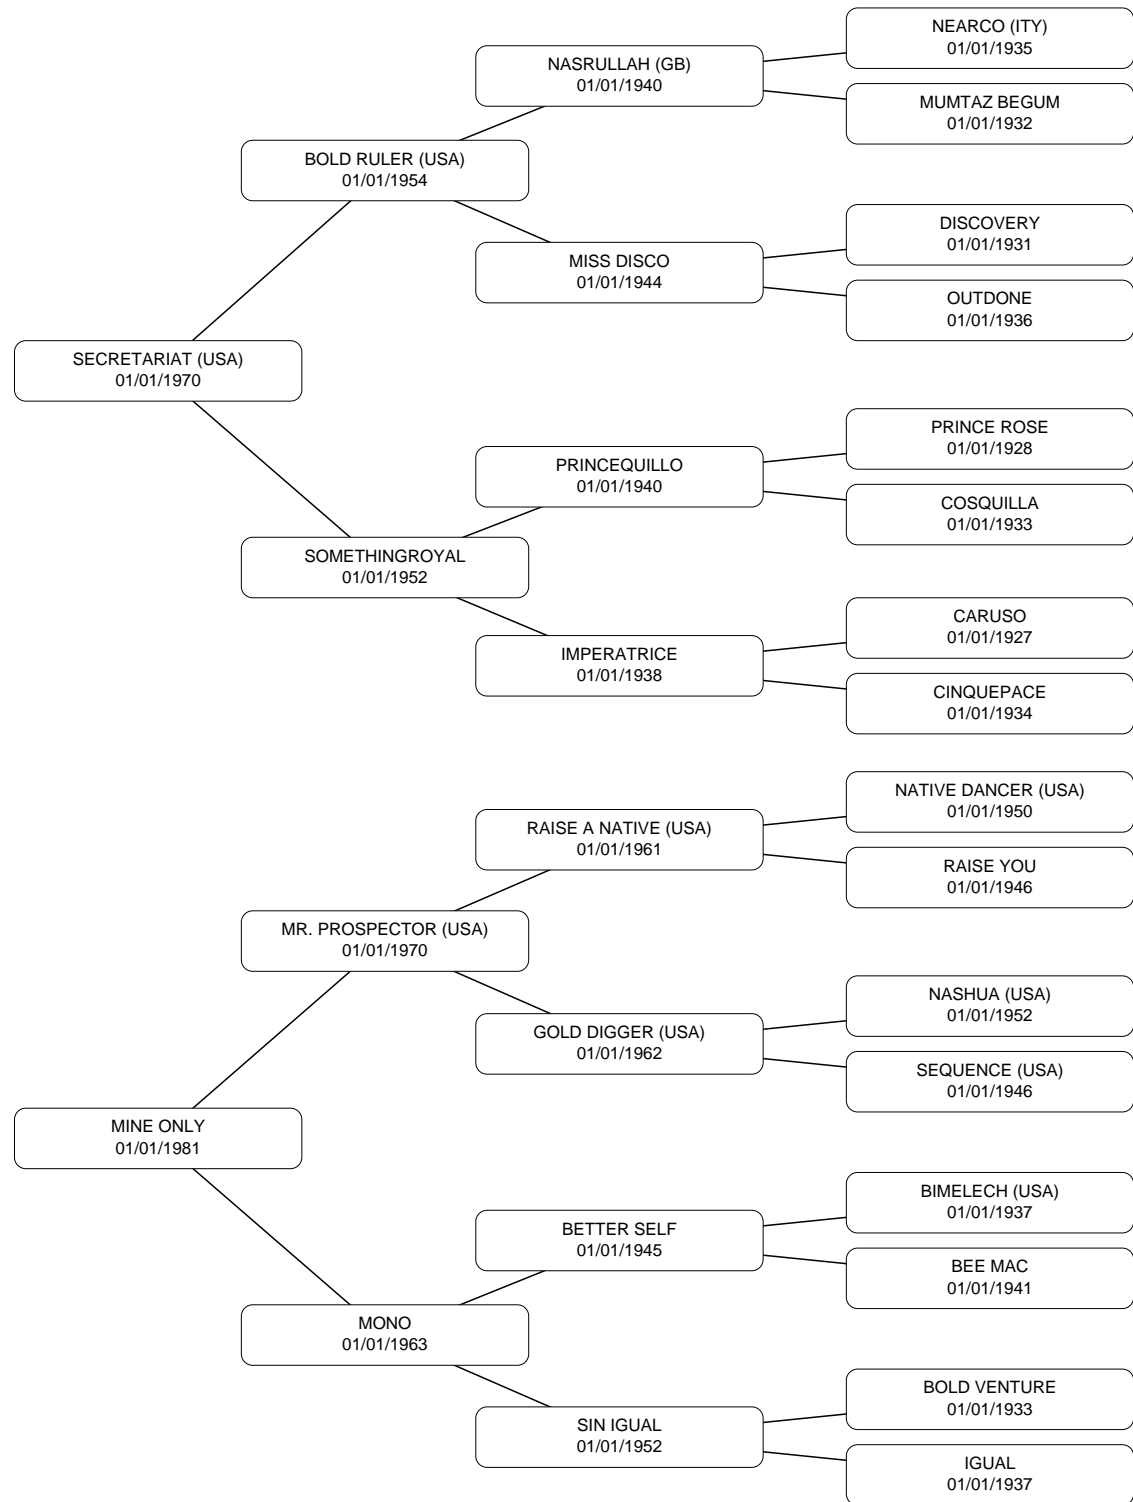 NEARCO (ITY)
01/01/1935
NASRULLAH (GB)
01/01/1940
MUMTAZ BEGUM
01/01/1932
BOLD RULER (USA)
01/01/1954
DISCOVERY
01/01/1931
MISS DISCO
01/01/1944
OUTDONE
01/01/1936
SECRETARIAT (USA)
01/01/1970
PRINCE ROSE
01/01/1928
PRINCEQUILLO
01/01/1940
COSQUILLA
01/01/1933
SOMETHINGROYAL
01/01/1952
CARUSO
01/01/1927
IMPERATRICE
01/01/1938
CINQUEPACE
01/01/1934
NATIVE DANCER (USA)
01/01/1950
RAISE A NATIVE (USA)
01/01/1961
RAISE YOU
01/01/1946
MR. PROSPECTOR (USA)
01/01/1970
NASHUA (USA)
01/01/1952
GOLD DIGGER (USA)
01/01/1962
SEQUENCE (USA)
01/01/1946
MINE ONLY
01/01/1981
BIMELECH (USA)
01/01/1937
BETTER SELF
01/01/1945
BEE MAC
01/01/1941
MONO
01/01/1963
BOLD VENTURE
01/01/1933
SIN IGUAL
01/01/1952
IGUAL
01/01/1937